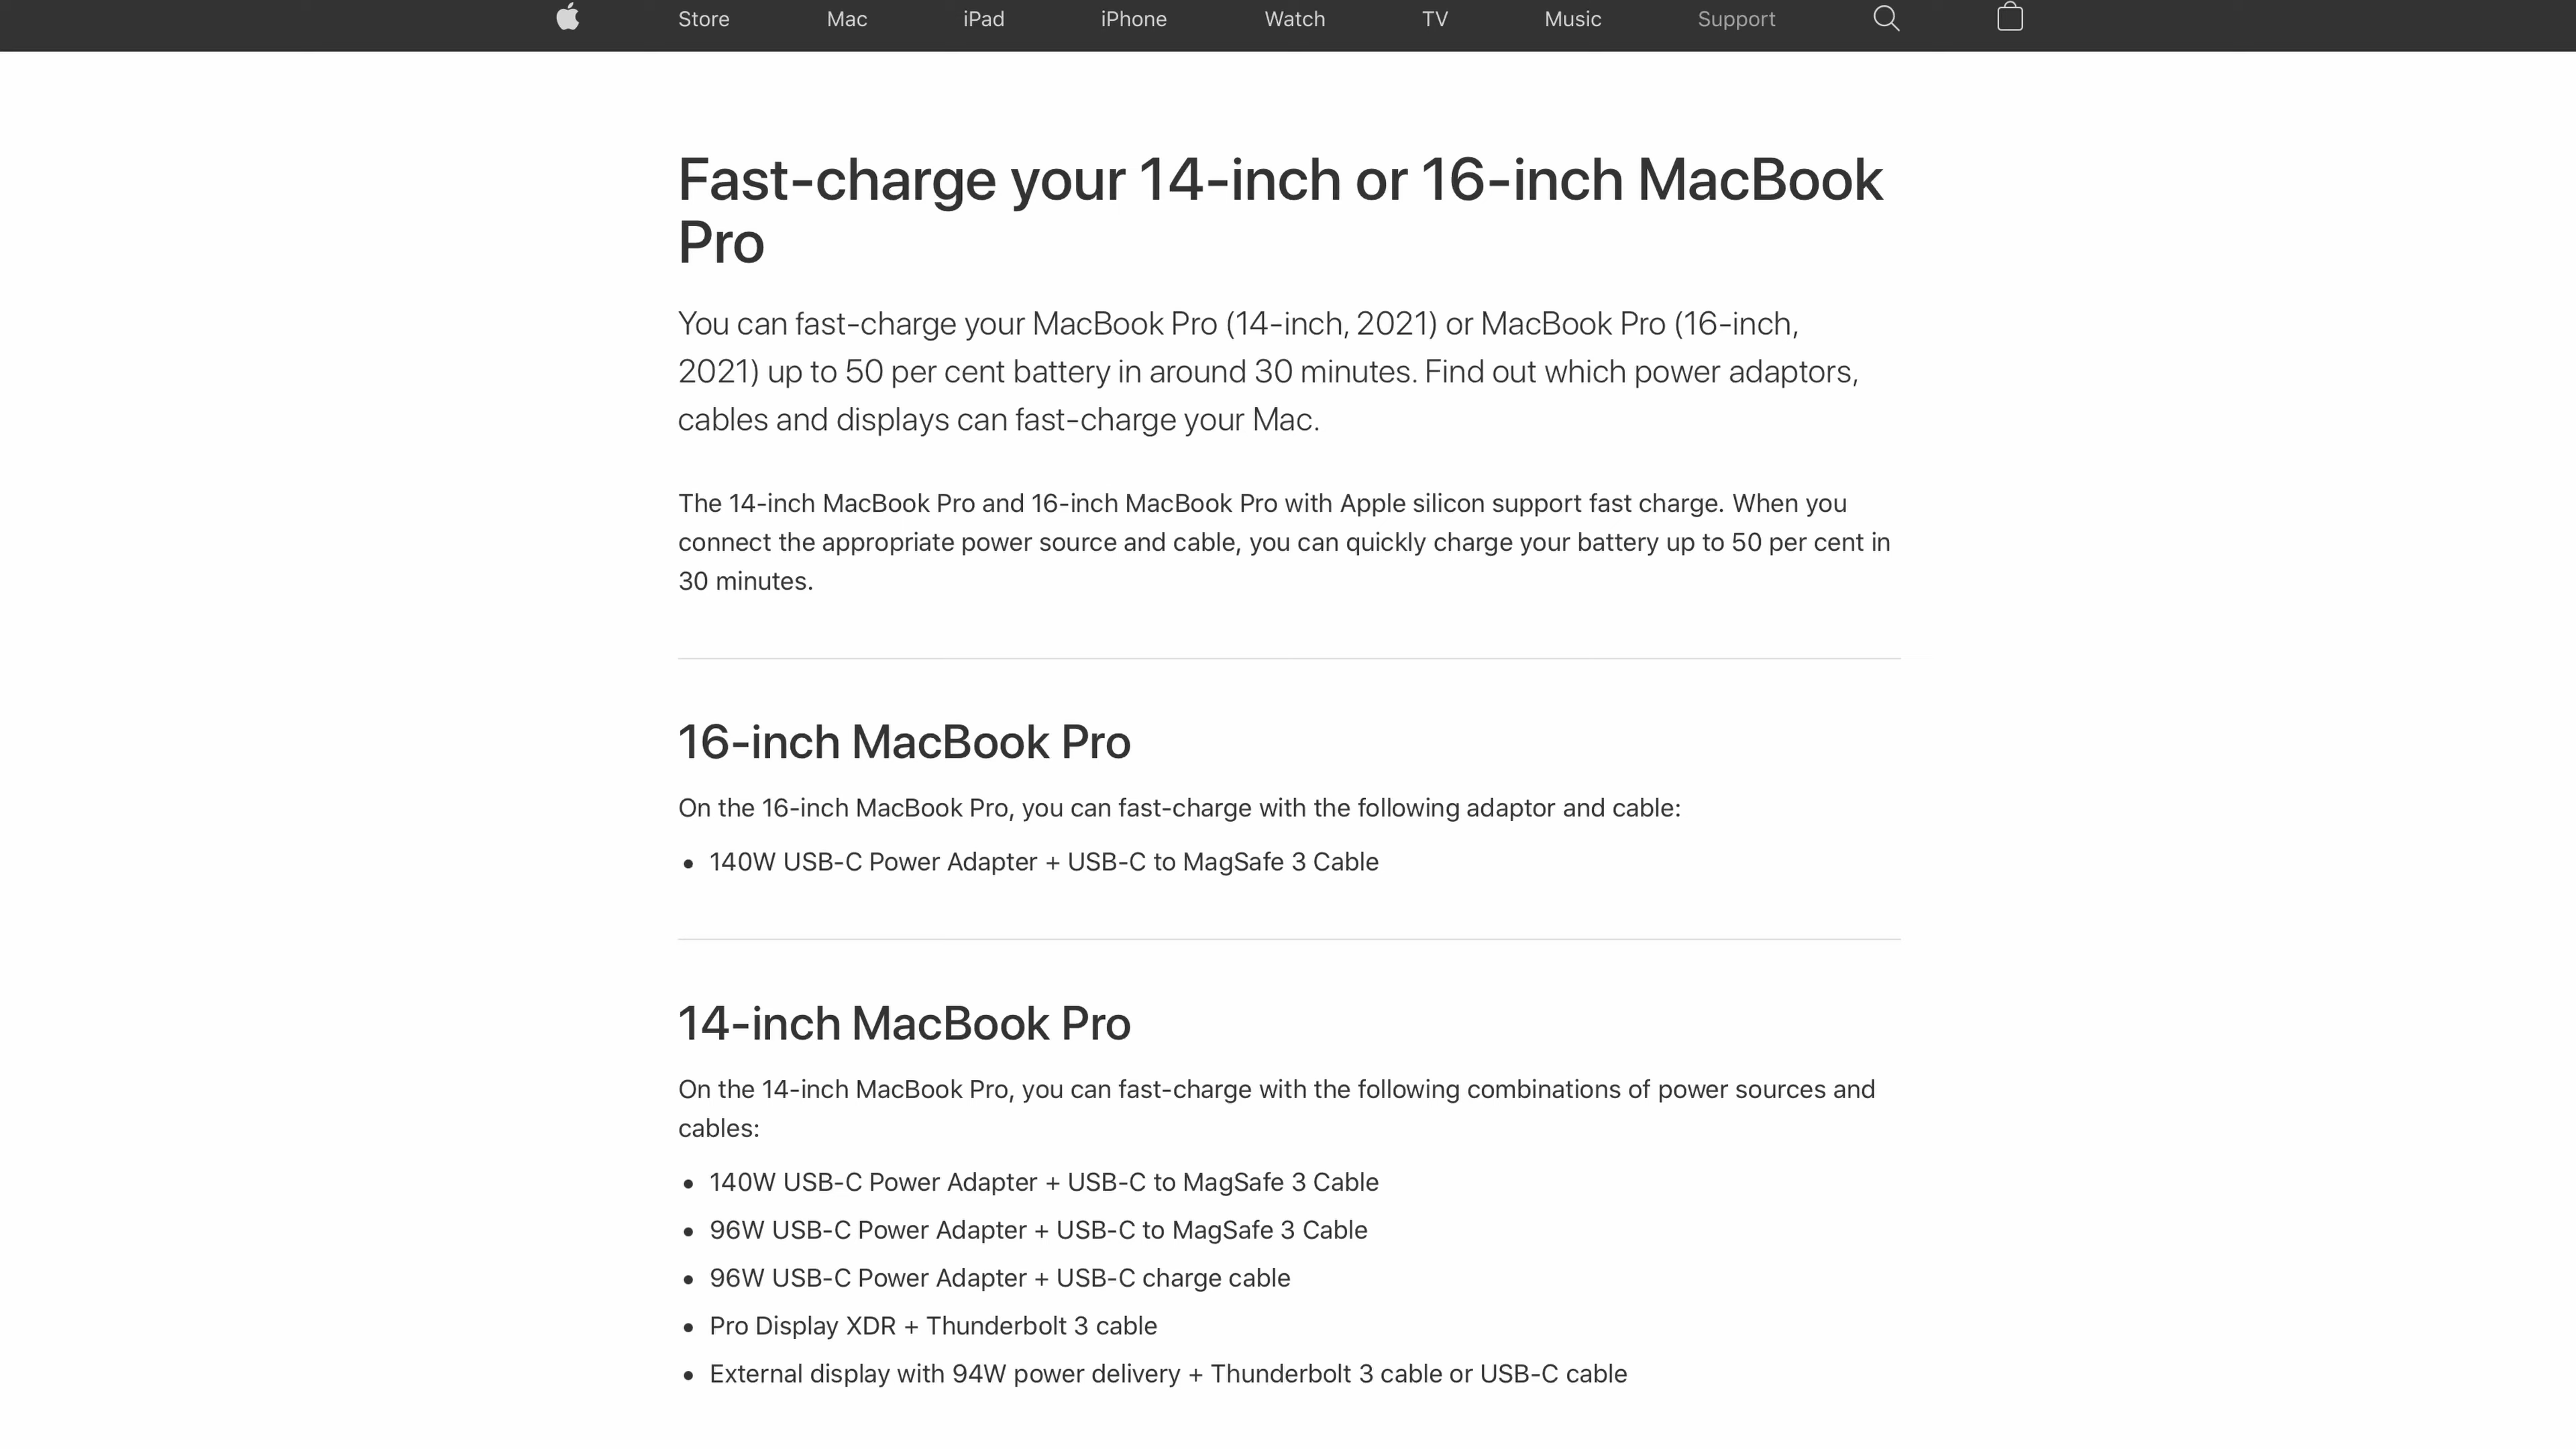 Store Mac iPad iPhone Watch TV Music Support
Fast-charge your 14-inch or 16-inch MacBook
Pro
You can fast-charge your MacBook Pro (14-inch, 2021) or MacBook Pro (16-inch,
2021) up to 50 per cent battery in around 30 minutes. Find out which power adaptors,
cables and displays can fast-charge your Mac.
The 14-inch MacBook Pro and 16-inch MacBook Pro with Apple silicon support fast charge. When you
connect the appropriate power source and cable, you can quickly charge your battery up to 50 per cent in
30 minutes.
16-inch MacBook Pro
On the 16-inch MacBook Pro, you can fast-charge with the following adaptor and cable:
• 140W USB-C Power Adapter + USB-C to MagSafe 3 Cable
14-inch MacBook Pro
On the 14-inch MacBook Pro, you can fast-charge with the following combinations of power sources and
cables:
• 140W USB-C Power Adapter + USB-C to MagSafe 3 Cable
• 96W USB-C Power Adapter + USB-C to MagSafe 3 Cable
• 96W USB-C Power Adapter + USB-C charge cable
• Pro Display XDR + Thunderbolt 3 cable
• External display with 94W power delivery + Thunderbolt 3 cable or USB-C cable